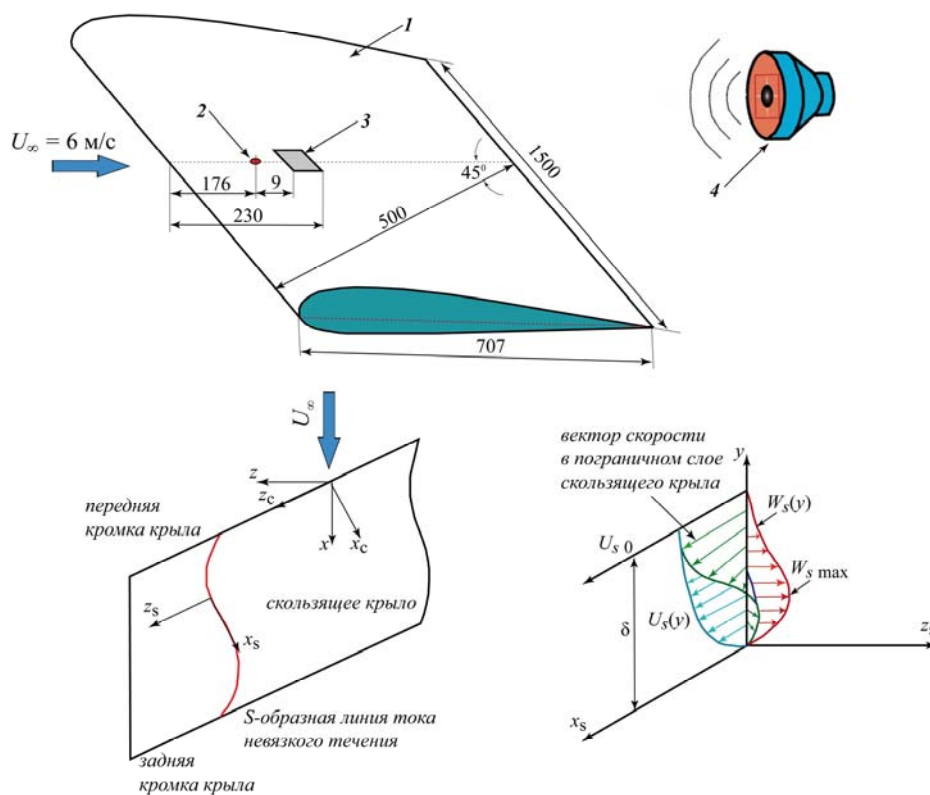 1
2
3
U∞ = 6 м/с
176
9
230
45⁰
500
1500
707
4
U∞
z
zc
x
xc
передняя
кромка крыла
zs
xs
скользящее крыло
S-образная линия тока
невязкого течения
задняя
кромка крыла
вектор скорости
в пограничном слое
скользящего крыла
y
Ws(y)
Us 0
Ws max
δ
Us(y)
zs
xs